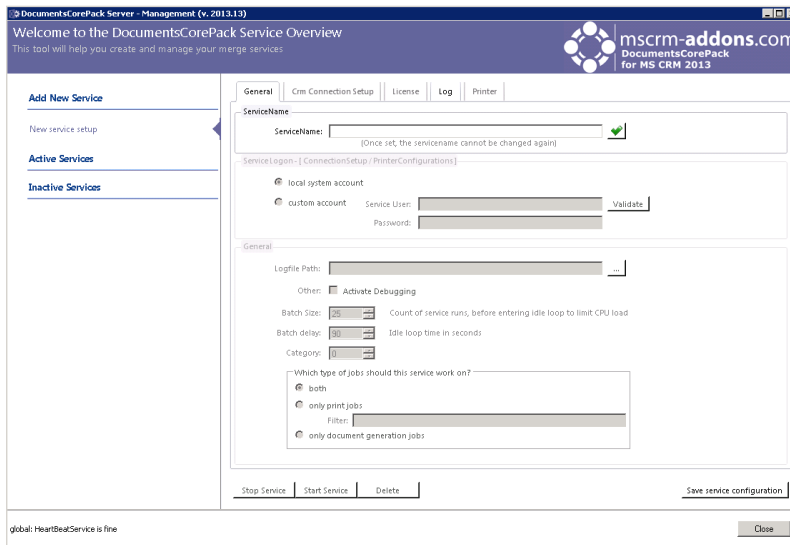 DocumentsCorePack Server - Management (v. 2013.13)
Welcome to the DocumentsCorePack Service Overview
This tool will help you create and manage your merge services
mscrm-addons.com
DocumentsCorePack
for MS CRM 2013
Add New Service
New service setup
Active Services
Inactive Services
General Crm Connection Setup License Log Printer
ServiceName
ServiceName:
(Once set, the servicename cannot be changed again)
Service Logon - [ ConnectionSetup / PrinterConfigurations ]
local system account
custom account Service User: Validate
Password:
General
Logfile Path: ...
Other: Activate Debugging
Batch Size: 25 Count of service runs, before entering idle loop to limit CPU load
Batch delay: 90 Idle loop time in seconds
Category: 0
Which type of jobs should this service work on?
both
only print jobs
Filter:
only document generation jobs
Stop Service Start Service Delete Save service configuration
global: HeartBeatService is fine Close